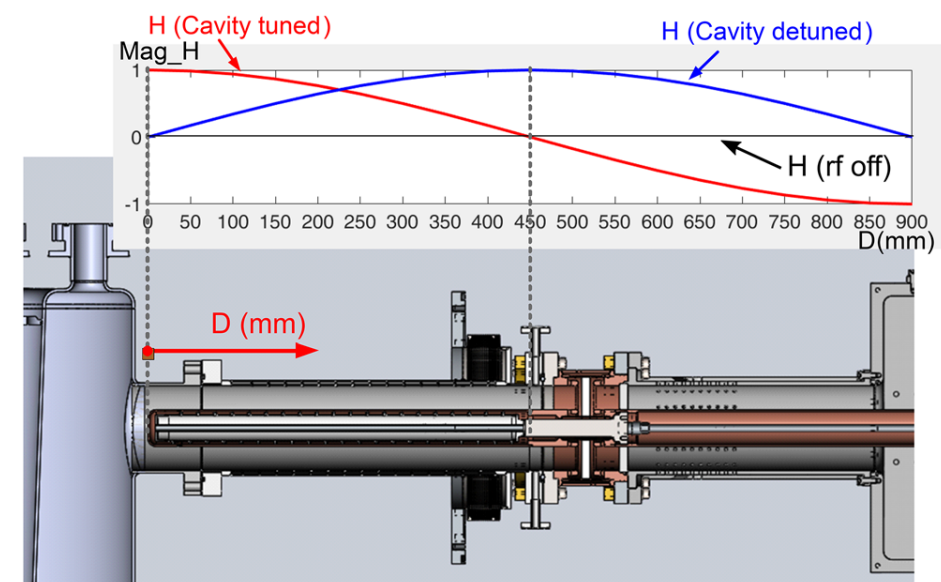 H (Cavity tuned)
H (Cavity detuned)
Mag_H
1
0
-1
H (rf off)
0 50 100 150 200 250 300 350 400 450 500 550 600 650 700 750 800 850 900
D(mm)
D (mm)